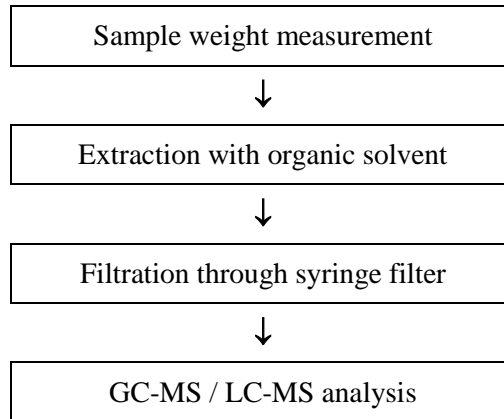 Sample weight measurement
↓
Extraction with organic solvent
↓
Filtration through syringe filter
↓
GC-MS / LC-MS analysis